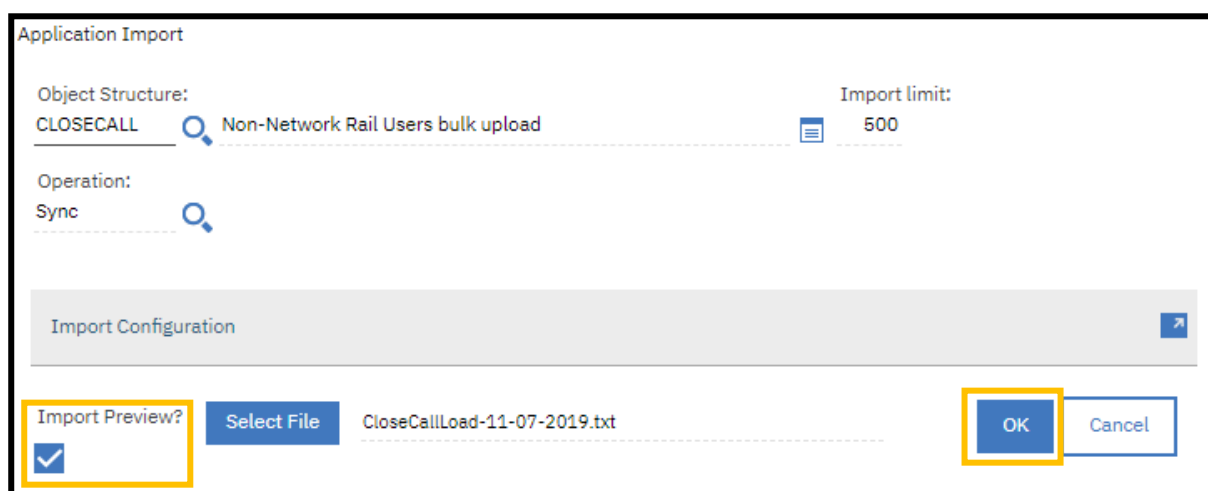 Application Import
Object Structure: Import limit:
CLOSECALL Non-Network Rail Users bulk upload 500
Operation:
Sync
Import Configuration
Import Preview? Select File CloseCallLoad-11-07-2019.txt OK Cancel